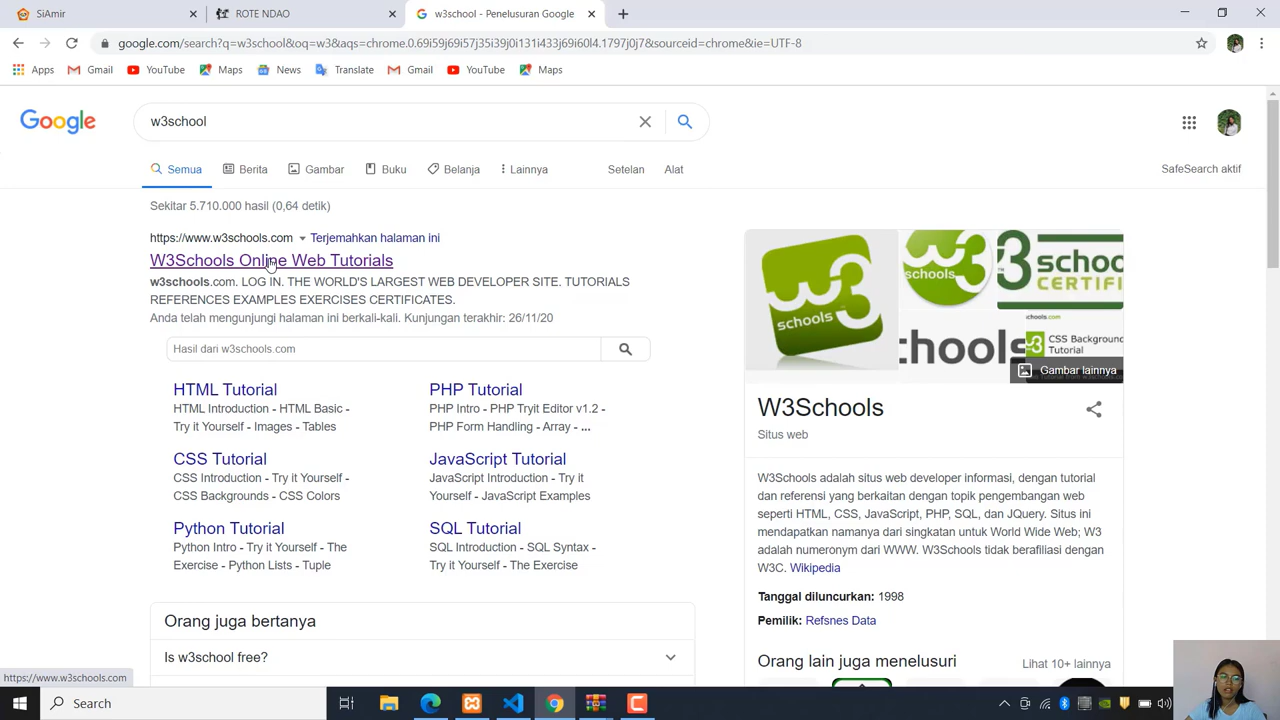 SiAmir
ROTE NDAO
w3school - Penelusuran Google
google.com/search?q=w3school&oq=w3&aqs=chrome.0.69i59j69i57j35i39j0i131i433j69i60l4.1797j0j7&sourceid=chrome&ie=UTF-8
Apps Gmail YouTube Maps News Translate Gmail YouTube Maps
Google
w3school
Semua Berita Gambar Buku Belanja Lainnya Setelan Alat SafeSearch aktif
Sekitar 5.710.000 hasil (0,64 detik)
https://www.w3schools.com Terjemahkan halaman ini
W3Schools Online Web Tutorials
w3schools.com. LOG IN. THE WORLD'S LARGEST WEB DEVELOPER SITE. TUTORIALS
REFERENCES EXAMPLES EXERCISES CERTIFICATES.
Anda telah mengunjungi halaman ini berkali-kali. Kunjungan terakhir: 26/11/20
Hasil dari w3schools.com
HTML Tutorial
HTML Introduction - HTML Basic -
Try it Yourself - Images - Tables
PHP Tutorial
PHP Intro - PHP Tryit Editor v1.2 -
PHP Form Handling - Array - ...
CSS Tutorial
CSS Introduction - Try it Yourself -
CSS Backgrounds - CSS Colors
JavaScript Tutorial
JavaScript Introduction - Try it
Yourself - JavaScript Examples
Python Tutorial
Python Intro - Try it Yourself - The
Exercise - Python Lists - Tuple
SQL Tutorial
SQL Introduction - SQL Syntax -
Try it Yourself - The Exercise
Orang juga bertanya
Is w3school free?
w3
schools
w3
schools
schools
CERTIFI
schools
schools.com
CSS Backgroun
Tutorial
Gambar lainnya
W3Schools
Situs web
W3Schools adalah situs web developer informasi, dengan tutorial
dan referensi yang berkaitan dengan topik pengembangan web
seperti HTML, CSS, JavaScript, PHP, SQL, dan JQuery. Situs ini
mendapatkan namanya dari singkatan untuk World Wide Web; W3
adalah numeronym dari WWW. W3Schools tidak berafiliasi dengan
W3C. Wikipedia
Tanggal diluncurkan: 1998
Pemilik: Refsnes Data
Orang lain juga menelusuri Lihat 10+ lainnya
https://www.w3schools.com
Search